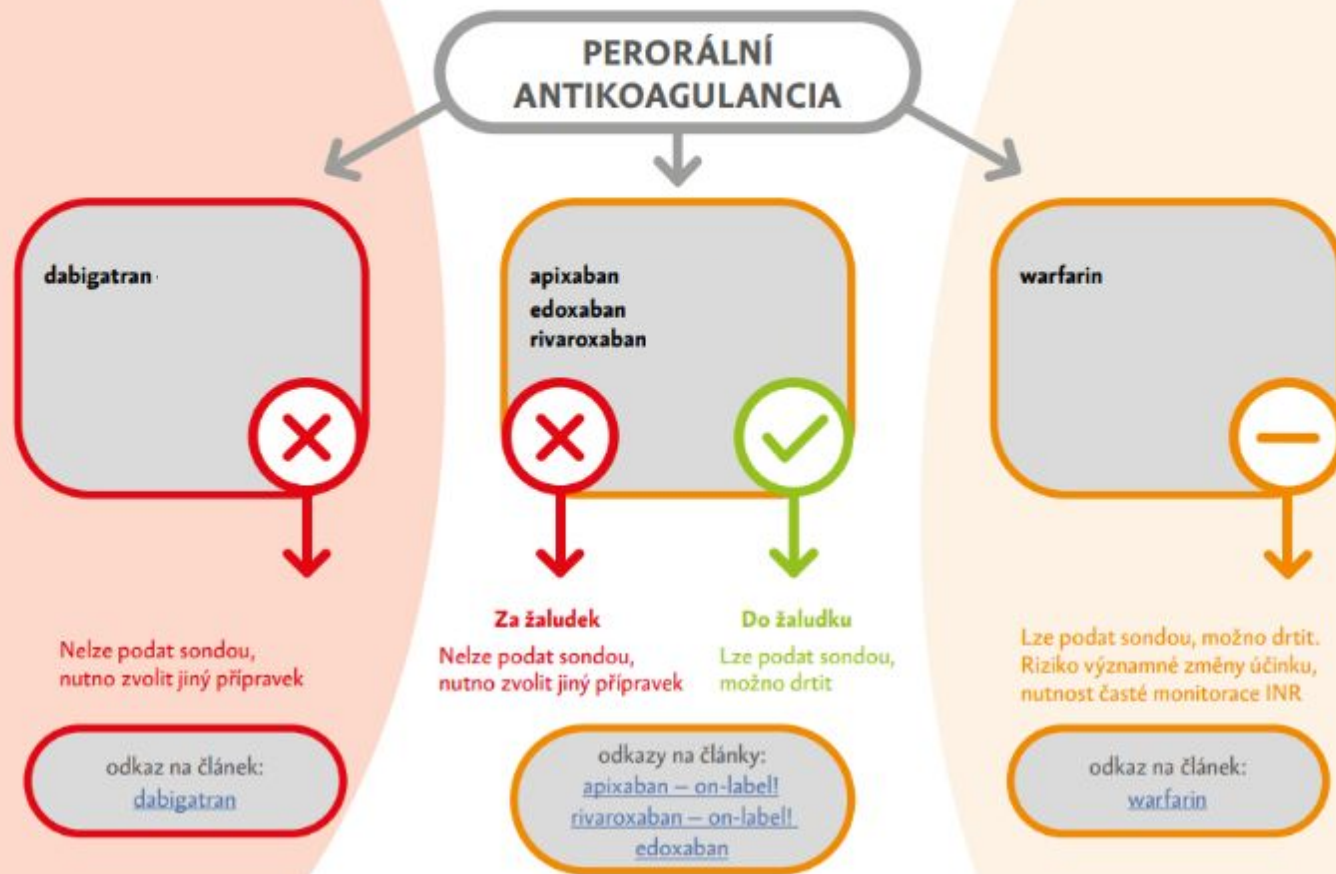 PERORÁLNÍ
ANTIKOAGULANCIA
dabigatran
apixaban
edoxaban
rivaroxaban
warfarin
Nelze podat sondou,
nutno zvolit jiný přípravek
Za žaludek
Nelze podat sondou,
nutno zvolit jiný přípravek
Do žaludku
Lze podat sondou,
možno drtit
Lze podat sondou, možno drtit.
Riziko významné změny účinku,
nutnost časté monitorace INR
odkaz na článek:
dabigatran
odkazy na články:
apixaban – on-label!
rivaroxaban – on-label!
edoxaban
odkaz na článek:
warfarin